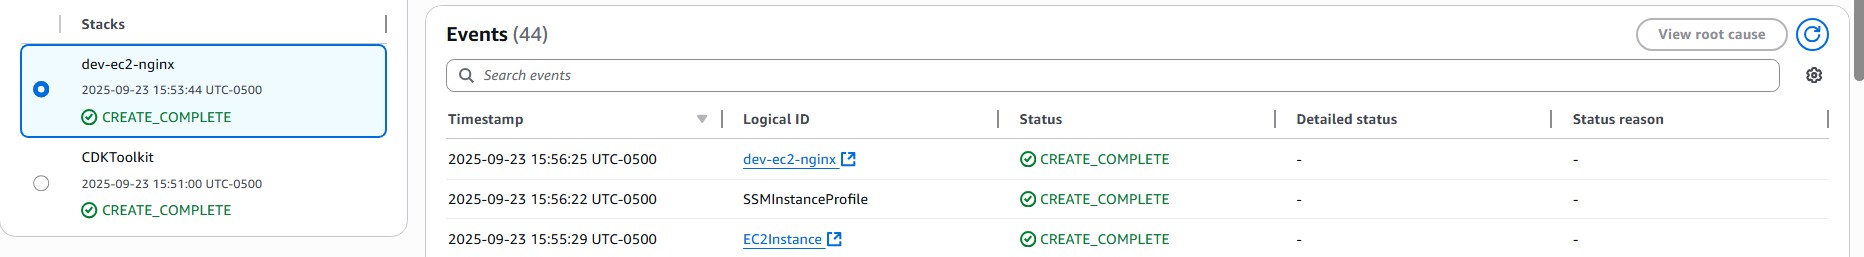 Stacks
dev-ec2-nginx
2025-09-23 15:53:44 UTC-0500
CREATE_COMPLETE
CDKToolkit
2025-09-23 15:51:00 UTC-0500
CREATE_COMPLETE
Events (44)
View root cause
Search events
Timestamp Logical ID Status Detailed status Status reason
2025-09-23 15:56:25 UTC-0500 dev-ec2-nginx CREATE_COMPLETE - -
2025-09-23 15:56:22 UTC-0500 SSMInstanceProfile CREATE_COMPLETE - -
2025-09-23 15:55:29 UTC-0500 EC2Instance CREATE_COMPLETE - -